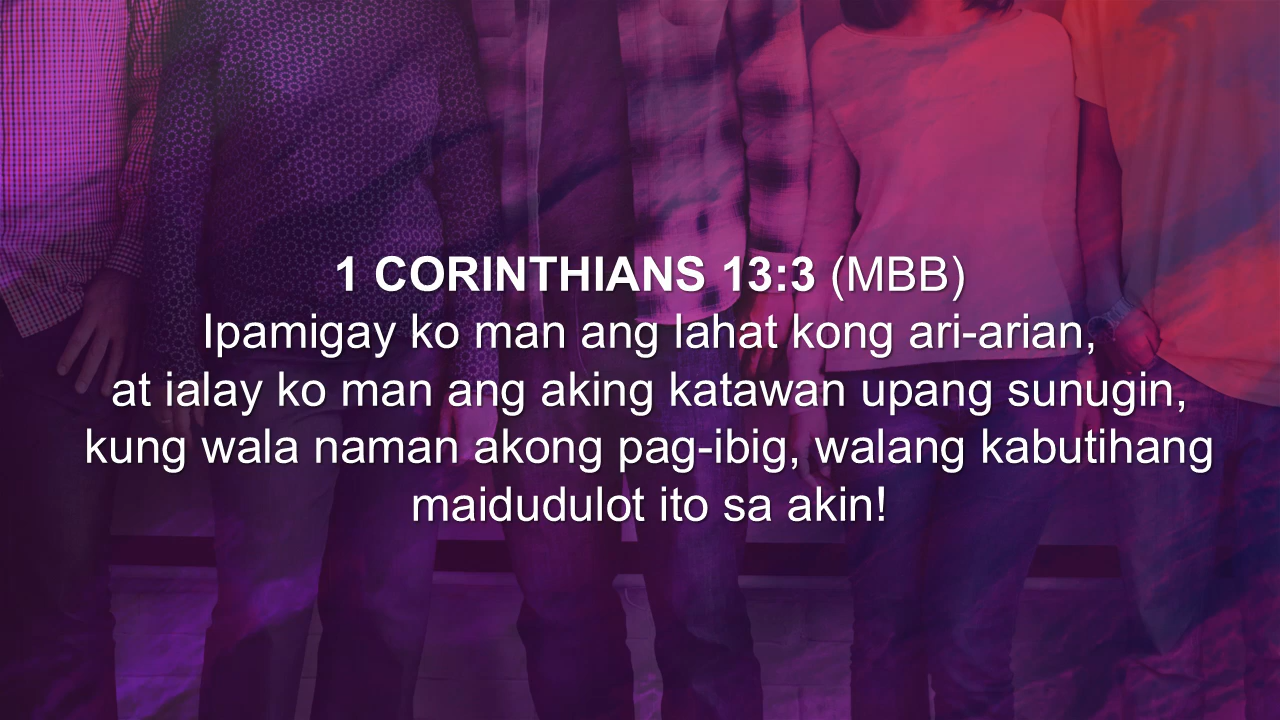 1 CORINTHIANS 13:3 (MBB)
Ipamigay ko man ang lahat kong ari-arian,
at ialay ko man ang aking katawan upang sunugin,
kung wala naman akong pag-ibig, walang kabutihang
maidudulot ito sa akin!